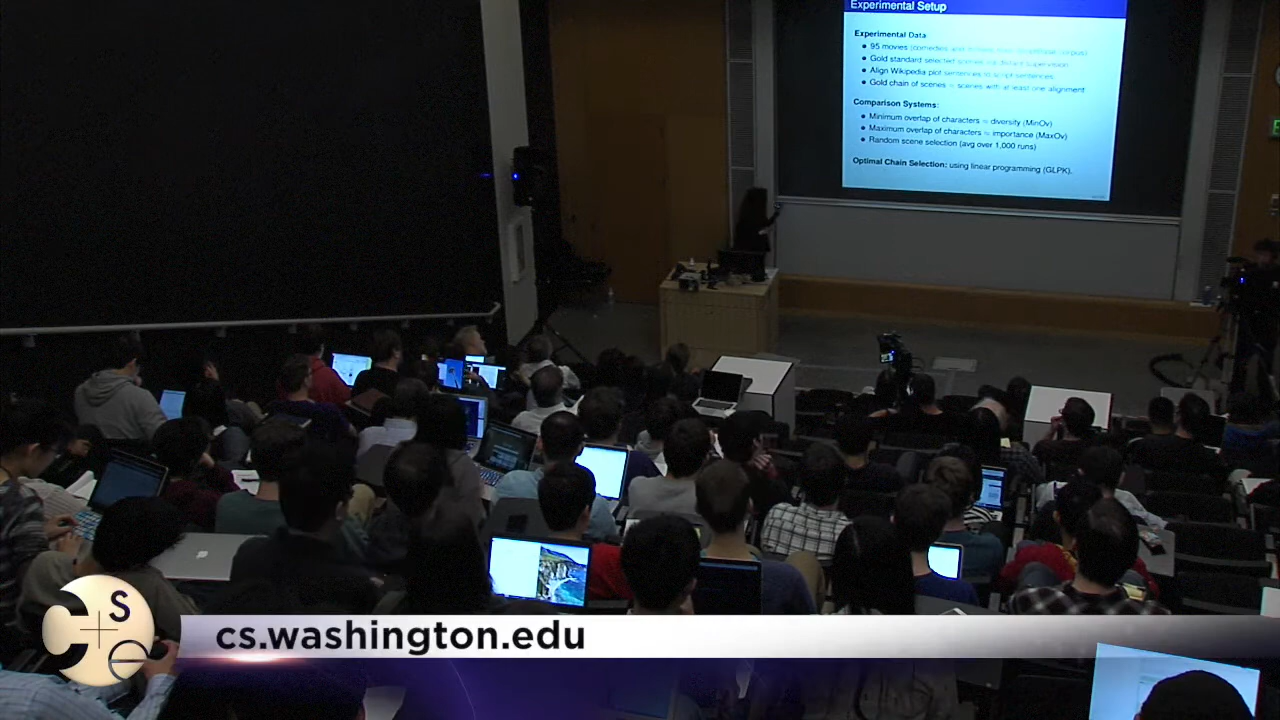 Experimental Setup
Experimental Data
95 movies (comedies
Gold standard selected scenes via distant supervision
Align Wikipedia plot sentences to script sentences
Gold chain of scenes = scenes with at least one alignment
Comparison Systems:
Minimum overlap of characters ≈ diversity (MinOv)
Maximum overlap of characters ≈ importance (MaxOv)
Random scene selection (avg over 1,000 runs)
Optimal Chain Selection: using linear programming (GLPK).
cs.washington.edu
c s
+
e